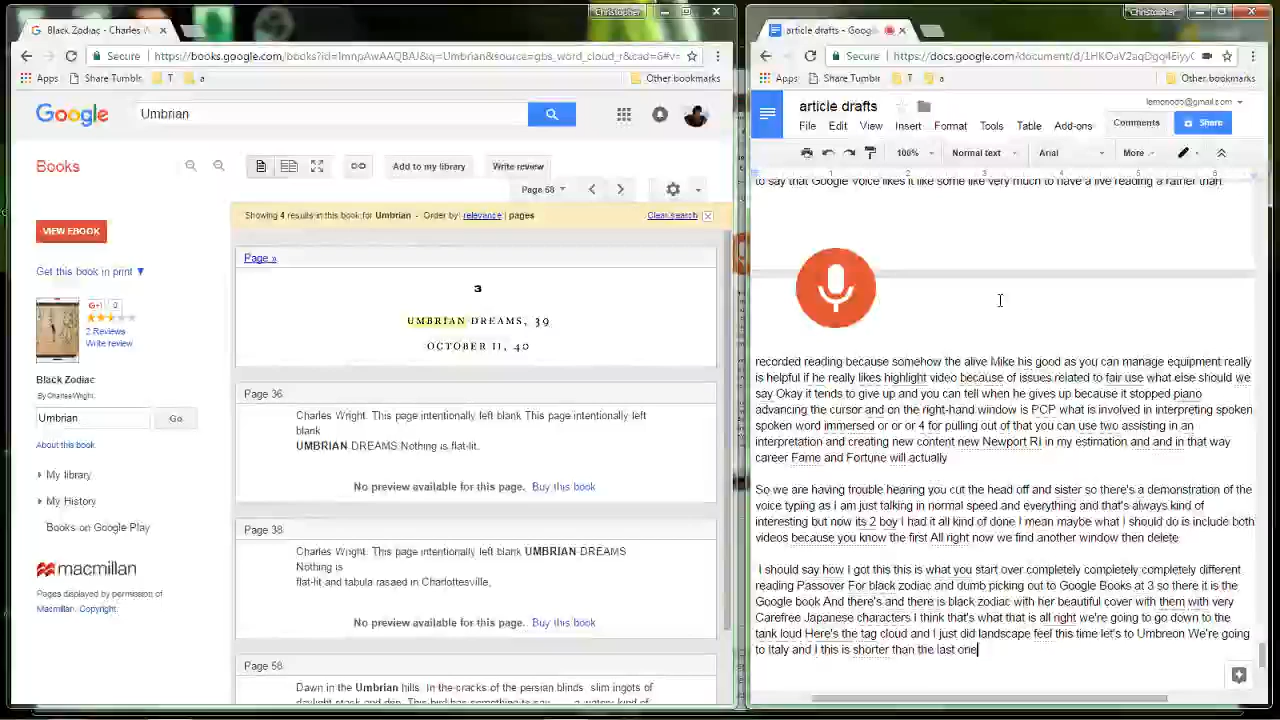 Christopher
Black Zodiac - Charles W
Secure
https://books.google.com/books?id=lmnpAwAAQBAJ&q=Umbrian&source=gbs_word_cloud_r&cad=6#v=
Apps
Share Tumblr
T
a
Other bookmarks
Google
Umbrian
Books
Add to my library
Write review
Page 58
VIEW EBOOK
Showing 4 results in this book for Umbrian - Order by: relevance | pages
Clear search
Get this book in print ▼
Page »
3
UMBRIAN DREAMS, 39
OCTOBER II, 40
G+1
0
2 Reviews
Write review
Black Zodiac
By Charles Wright
Umbrian
Go
About this book
Page 36
Charles Wright. This page intentionally left blank This page intentionally left
blank
UMBRIAN DREAMS Nothing is flat-lit.
No preview available for this page. Buy this book
My library
My History
Books on Google Play
Page 38
Charles Wright. This page intentionally left blank UMBRIAN DREAMS
Nothing is
flat-lit and tabula rasaed in Charlottesville,
No preview available for this page. Buy this book
macmillan
Pages displayed by permission of
Macmillan. Copyright.
Page 58
Dawn in the Umbrian hills. In the cracks of the persian blinds slim ingots of
Christopher
article drafts - Googl
Secure
https://docs.google.com/document/d/1HKOaV2aqDgq4EiyyG
Apps
Share Tumblr
T
a
Other bookmarks
article drafts
lemonodo@gmail.com
File Edit View Insert Format Tools Table Add-ons
Comments
Share
100%
Normal text
Arial
More
1 2 3 4 5 6
to say that Google Voice likes it like some like very much to have a live reading a rather than
recorded reading because somehow the alive Mike his good as you can manage equipment really
is helpful if he really likes highlight video because of issues related to fair use what else should we
say Okay it tends to give up and you can tell when he gives up because it stopped piano
advancing the cursor and on the right-hand window is PCP what is involved in interpreting spoken
spoken word immersed or or or 4 for pulling out of that you can use two assisting in an
interpretation and creating new content new Newport RI in my estimation and and in that way
career Fame and Fortune will actually
So we are having trouble hearing you cut the head off and sister so there's a demonstration of the
voice typing as i am just talking in normal speed and everything and that's always kind of
interesting but now its 2 boy I had it all kind of done I mean maybe what I should do is include both
videos because you know the first All right now we find another window then delete
I should say how I got this this is what you start over completely completely completely different
reading Passover For black zodiac and dumb picking out to Google Books at 3 so there it is the
Google book And there's and there is black zodiac with her beautiful cover with them with very
Carefree Japanese characters I think that's what that is all right we're going to go down to the
tank loud Here's the tag cloud and I just did landscape feel this time let's to Umbreon We're going
to Italy and I this is shorter than the last one